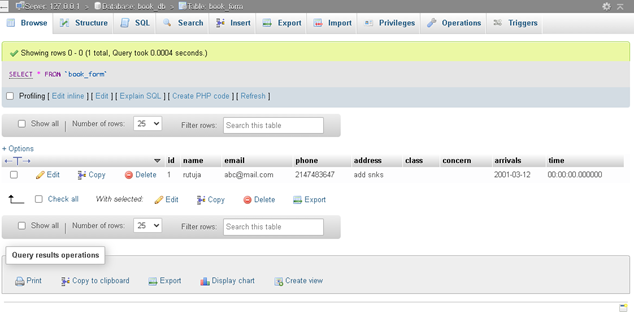 Server: 127.0.0.1 » Database: book_db » Table: book_form
Browse Structure SQL Search Insert Export Import Privileges Operations Triggers
Showing rows 0 - 0 (1 total, Query took 0.0004 seconds.)
SELECT * FROM `book_form`
Profiling [ Edit inline ] [ Edit ] [ Explain SQL ] [ Create PHP code ] [ Refresh ]
Show all | Number of rows: 25 Filter rows: Search this table
+ Options
id name email phone address class concern arrivals time
Edit Copy Delete 1 rutuja abc@mail.com 2147483647 add snks 2001-03-12 00:00:00.000000
Check all With selected: Edit Copy Delete Export
Show all | Number of rows: 25 Filter rows: Search this table
Query results operations
Print Copy to clipboard Export Display chart Create view